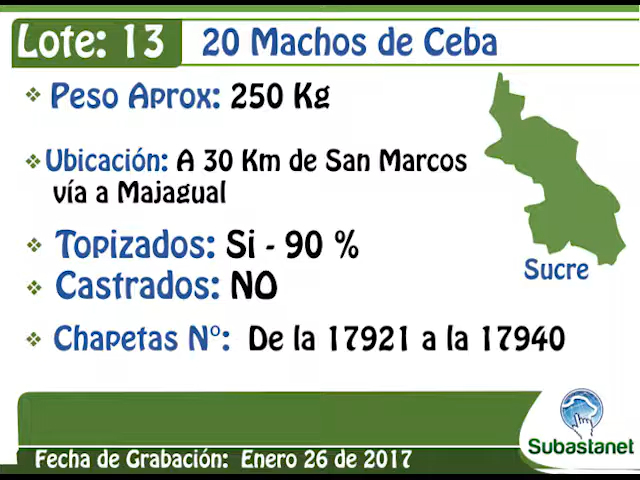 Lote: 13
20 Machos de Ceba
Peso Aprox: 250 Kg
Ubicación: A 30 Km de San Marcos
vía a Majagual
Topizados: Si - 90 %
Castrados: NO
Sucre
Chapetas N°: De la 17921 a la 17940
Subastanet
Fecha de Grabación: Enero 26 de 2017